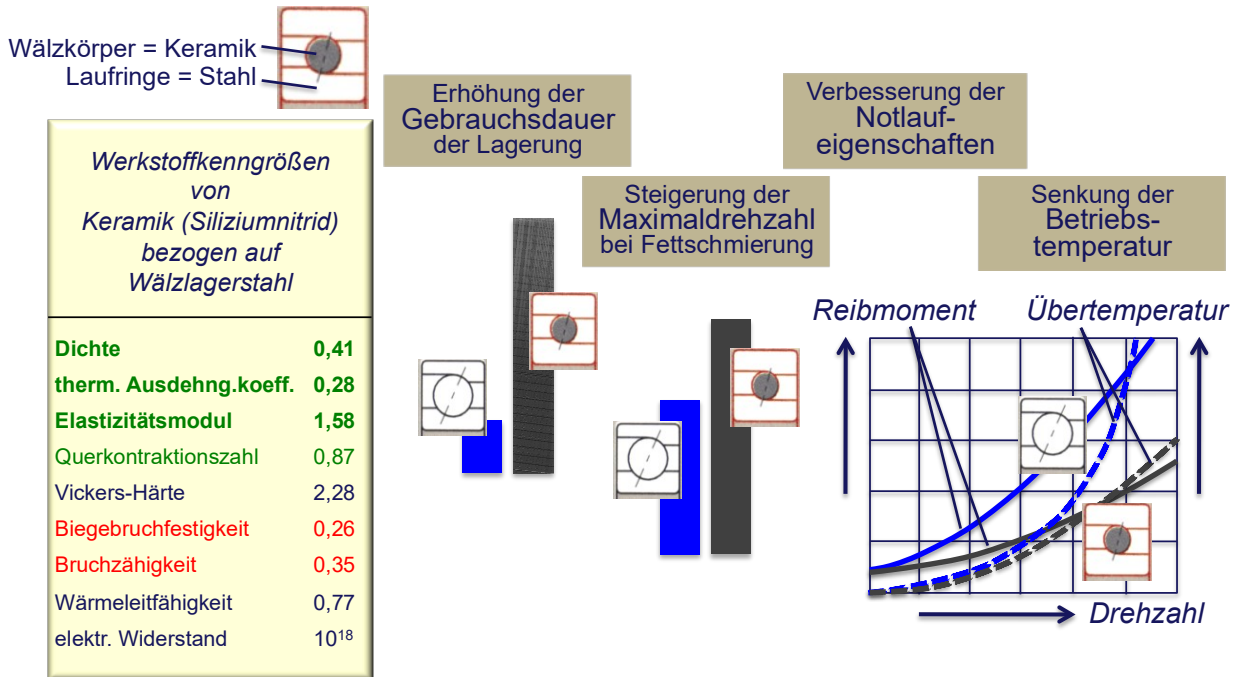 Wälzkörper = Keramik
Laufringe = Stahl
Werkstoffkenngrößen
von
Keramik (Siliziumnitrid)
bezogen auf
Wälzlagerstahl
Dichte 0,41
therm. Ausdehng.koeff. 0,28
Elastizitätsmodul 1,58
Querkontraktionszahl 0,87
Vickers-Härte 2,28
Biegebruchfestigkeit 0,26
Bruchzähigkeit 0,35
Wärmeleitfähigkeit 0,77
elektr. Widerstand 10¹⁸
Erhöhung der
Gebrauchsdauer
der Lagerung
Steigerung der
Maximaldrehzahl
bei Fettschmierung
Verbesserung der
Notlauf-
eigenschaften
Senkung der
Betriebs-
temperatur
Reibmoment
Übertemperatur
Drehzahl